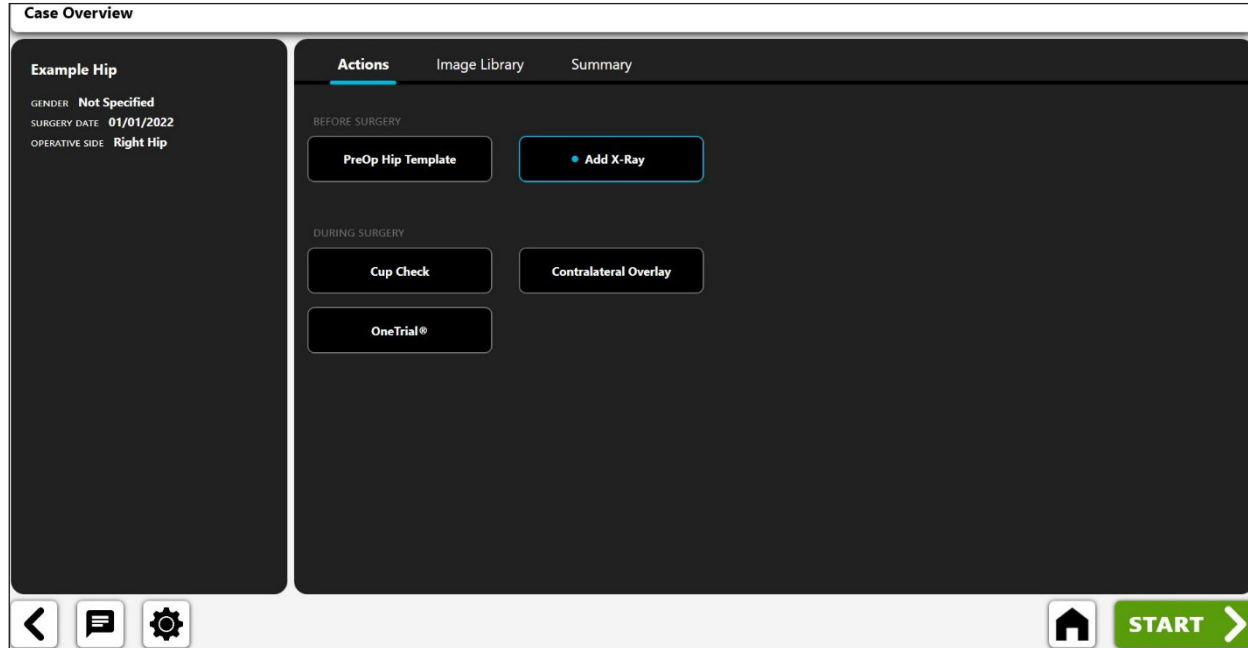 Case Overview
Example Hip
GENDER Not Specified
SURGERY DATE 01/01/2022
OPERATIVE SIDE Right Hip
Actions Image Library Summary
BEFORE SURGERY
PreOp Hip Template Add X-Ray
DURING SURGERY
Cup Check Contralateral Overlay
OneTrial®
START